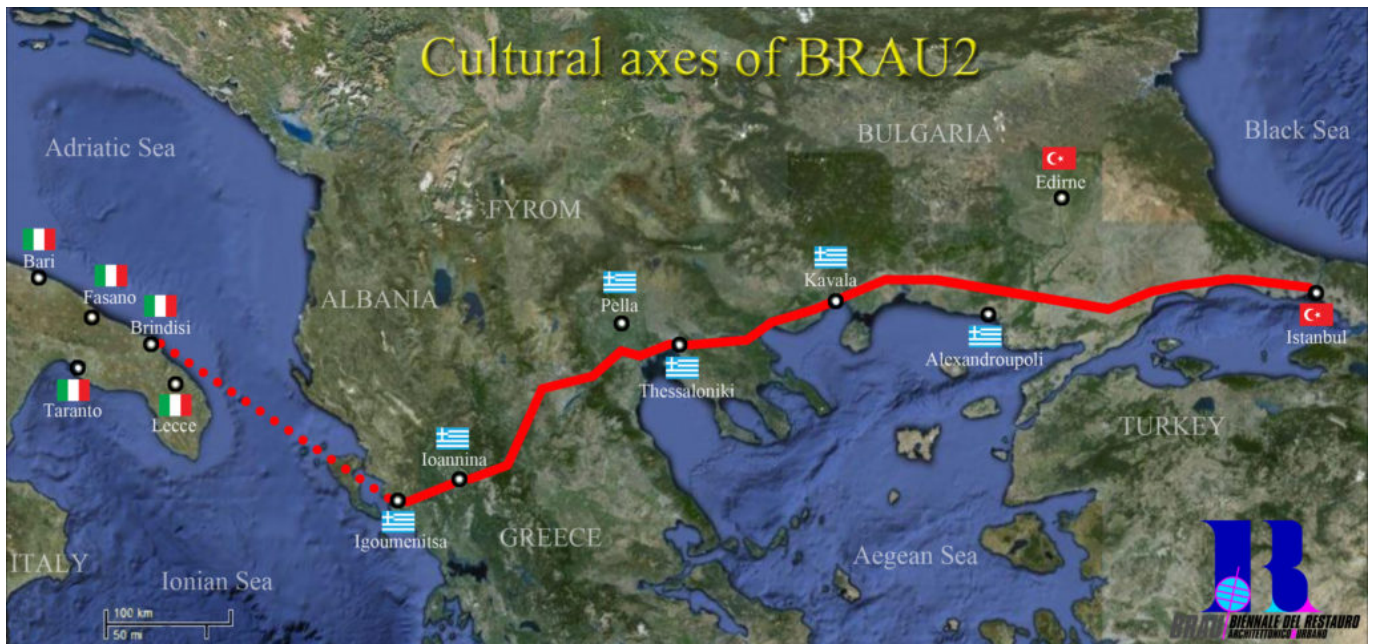 Cultural axes of BRAU2
BULGARIA
Black Sea
Adriatic Sea
Edirne
FYROM
Bari
Fasano
Kavala
ALBANIA
Pella
Brindisi
Istanbul
Alexandroupoli
Thessaloniki
Taranto
Lecce
TURKEY
Ioannina
Igoumenitsa
GREECE
ITALY
Ionian Sea
Aegean Sea
100 km
50 mi
BRAU
BIENNALE DEL RESTAURO
ARCHITETTONICO URBANO